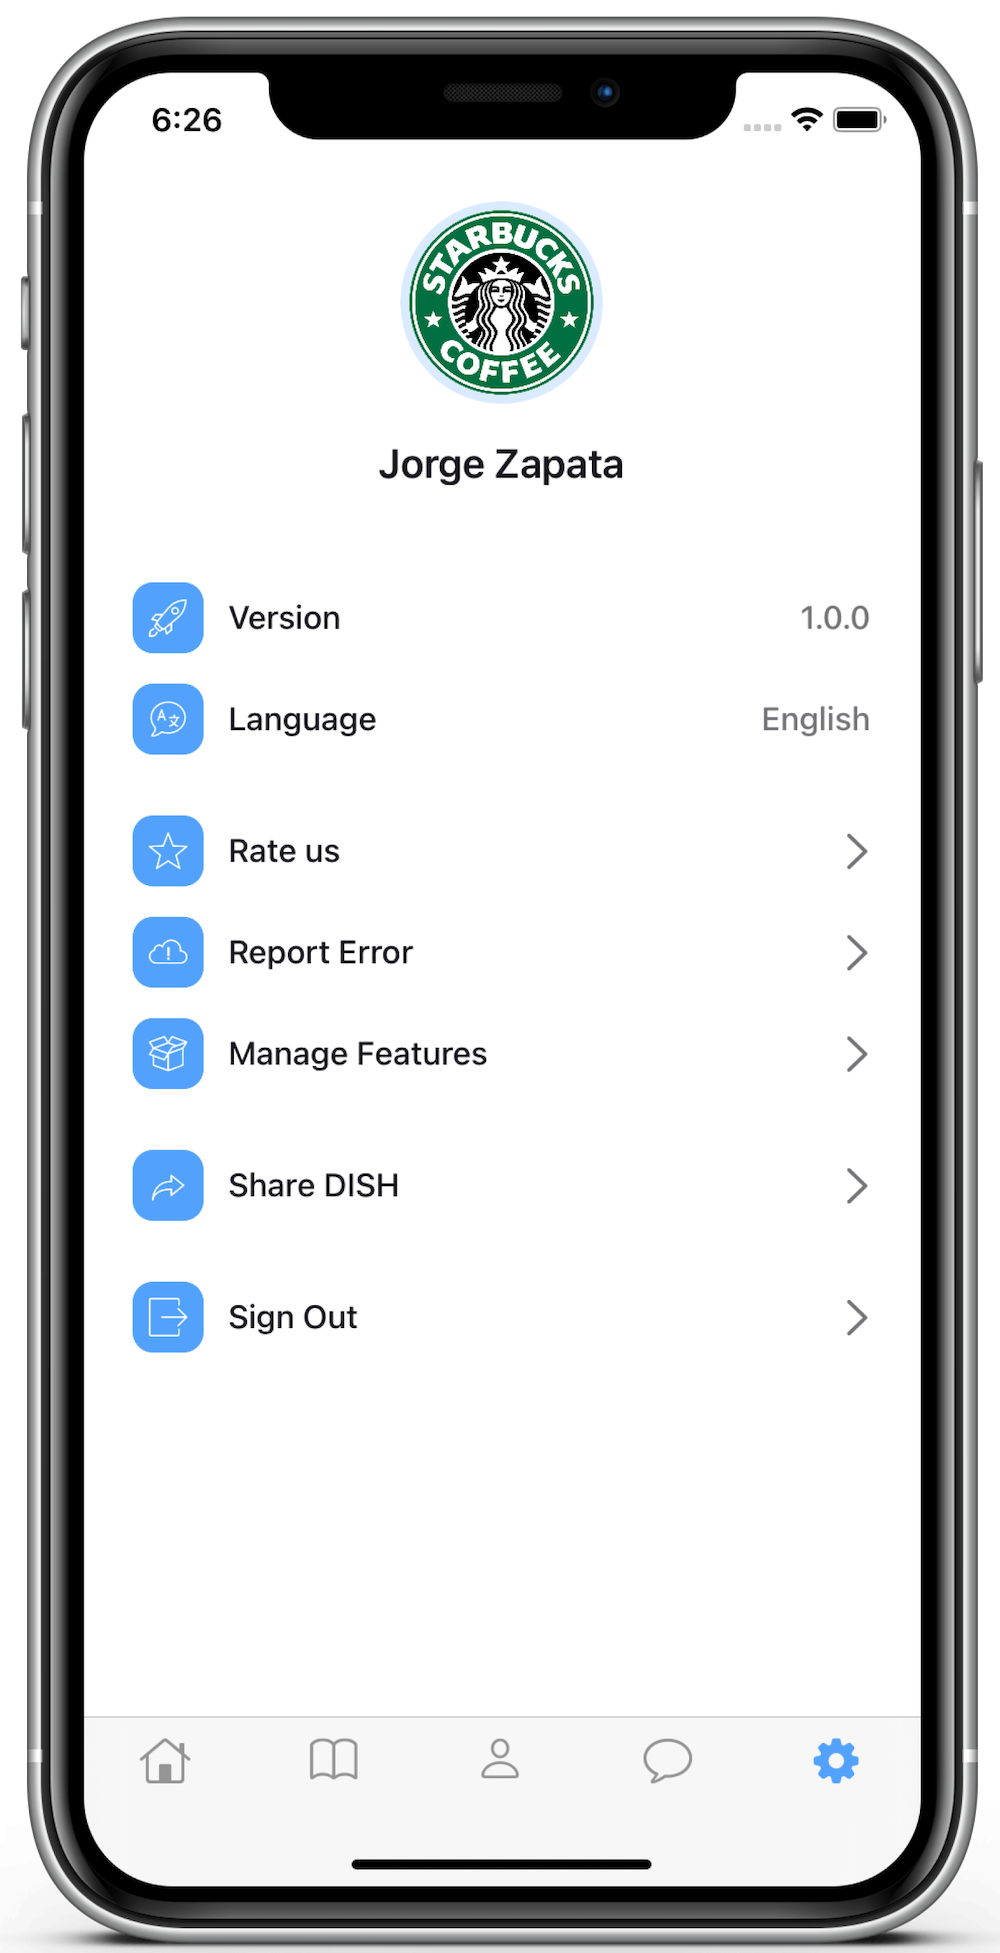 6:26
STARBUCKS
COFFEE
Jorge Zapata
Version 1.0.0
Language English
Rate us
Report Error
Manage Features
Share DISH
Sign Out